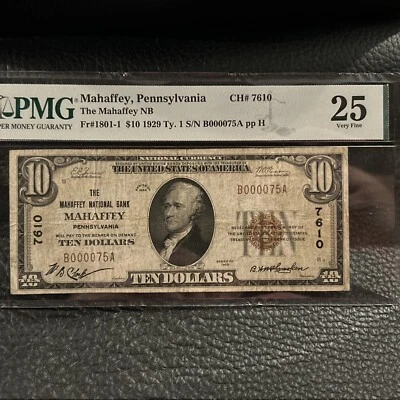 PMG
PAPER MONEY GUARANTY
Mahaffey, Pennsylvania CH# 7610
The Mahaffey NB
Fr#1801-1 $10 1929 Ty. 1 S/N B000075A pp H
25
Very Fine
NATIONAL CURRENCY
THE UNITED STATES OF AMERICA
10
10
THE
MAHAFFEY NATIONAL BANK
MAHAFFEY
PENNSYLVANIA
WILL PAY TO THE BEARER ON DEMAND
TEN DOLLARS
B000075A
7610
B000075A
7610
TEN DOLLARS
10
10